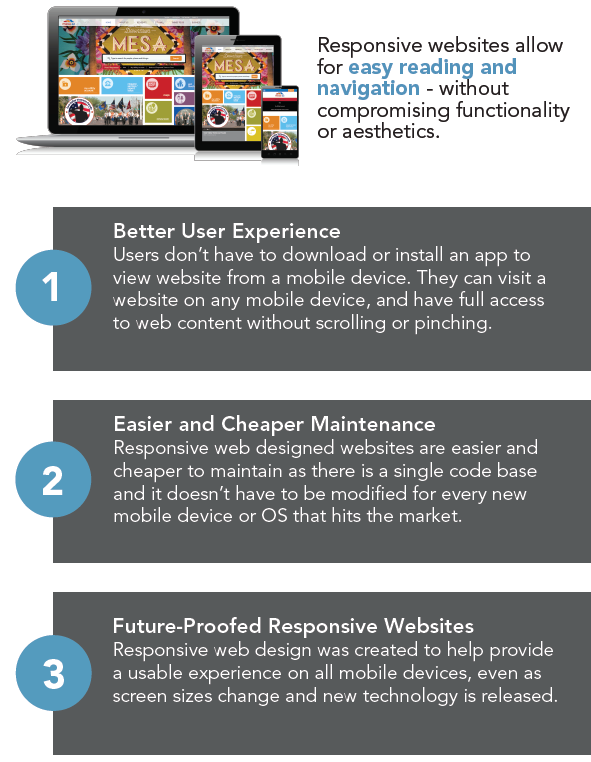 MESA
MESA
Responsive websites allow
for easy reading and
navigation - without
compromising functionality
or aesthetics.
1
Better User Experience
Users don’t have to download or install an app to
view website from a mobile device. They can visit a
website on any mobile device, and have full access
to web content without scrolling or pinching.
2
Easier and Cheaper Maintenance
Responsive web designed websites are easier and
cheaper to maintain as there is a single code base
and it doesn’t have to be modified for every new
mobile device or OS that hits the market.
3
Future-Proofed Responsive Websites
Responsive web design was created to help provide
a usable experience on all mobile devices, even as
screen sizes change and new technology is released.